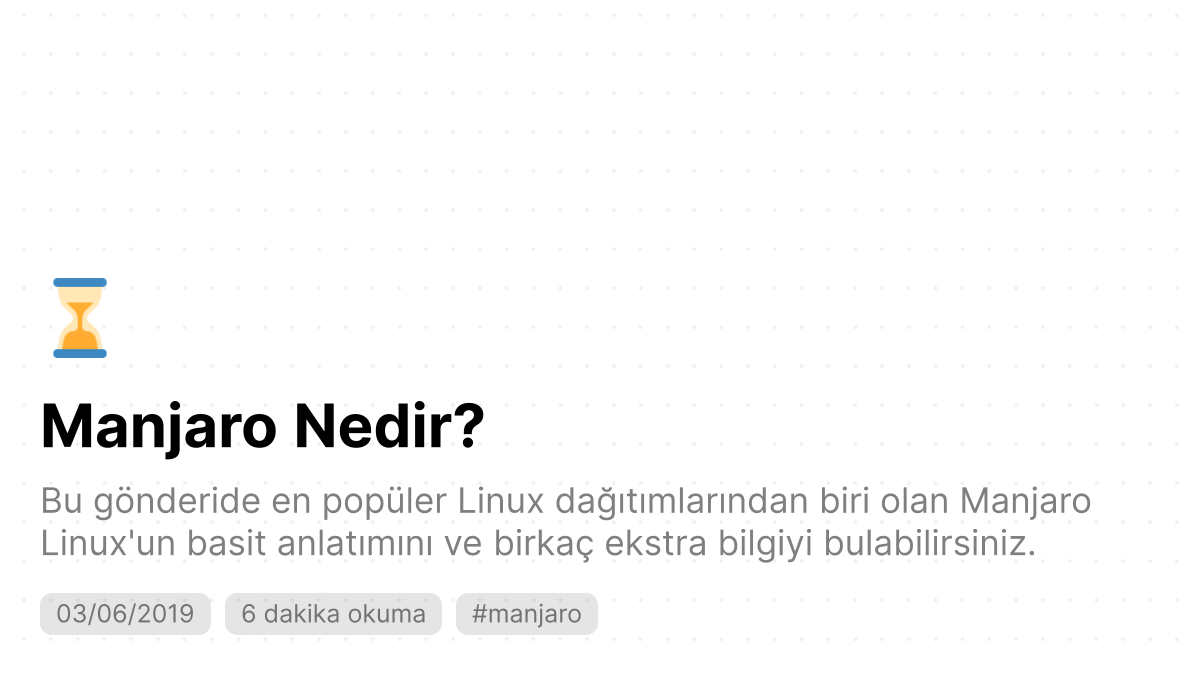 Manjaro Nedir?
Bu gönderide en popüler Linux dağıtımlarından biri olan Manjaro
Linux'un basit anlatımını ve birkaç ekstra bilgiyi bulabilirsiniz.
03/06/2019 6 dakika okuma #manjaro